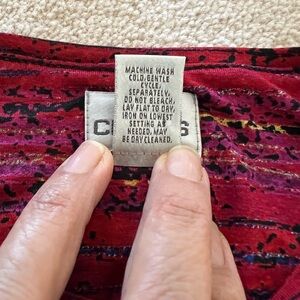 MACHINE WASH
COLD, GENTLE
CYCLE,
SEPARATELY,
DO NOT BLEACH,
LAY FLAT TO DRY,
IRON ON LOWEST
SETTING AS
NEEDED, MAY
BE DRY CLEANED.